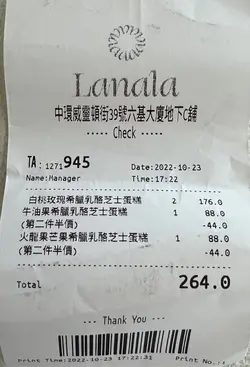 Lanala
中環威靈頓街39號六基大廈地下C舖
----- Check -----
TA: 1271945 Date:2022-10-23
Name:Manager Time:17:22
白桃玫瑰希臘乳酪芝士蛋糕 2 176.0
牛油果希臘乳酪芝士蛋糕 1 88.0
(第二件半價) -44.0
火龍果芒果希臘乳酪芝士蛋糕 1 88.0
(第二件半價) -44.0
Total 264.0
--- Thank You ---
Print Time:2022-10-23 17:22:31 Print No.: